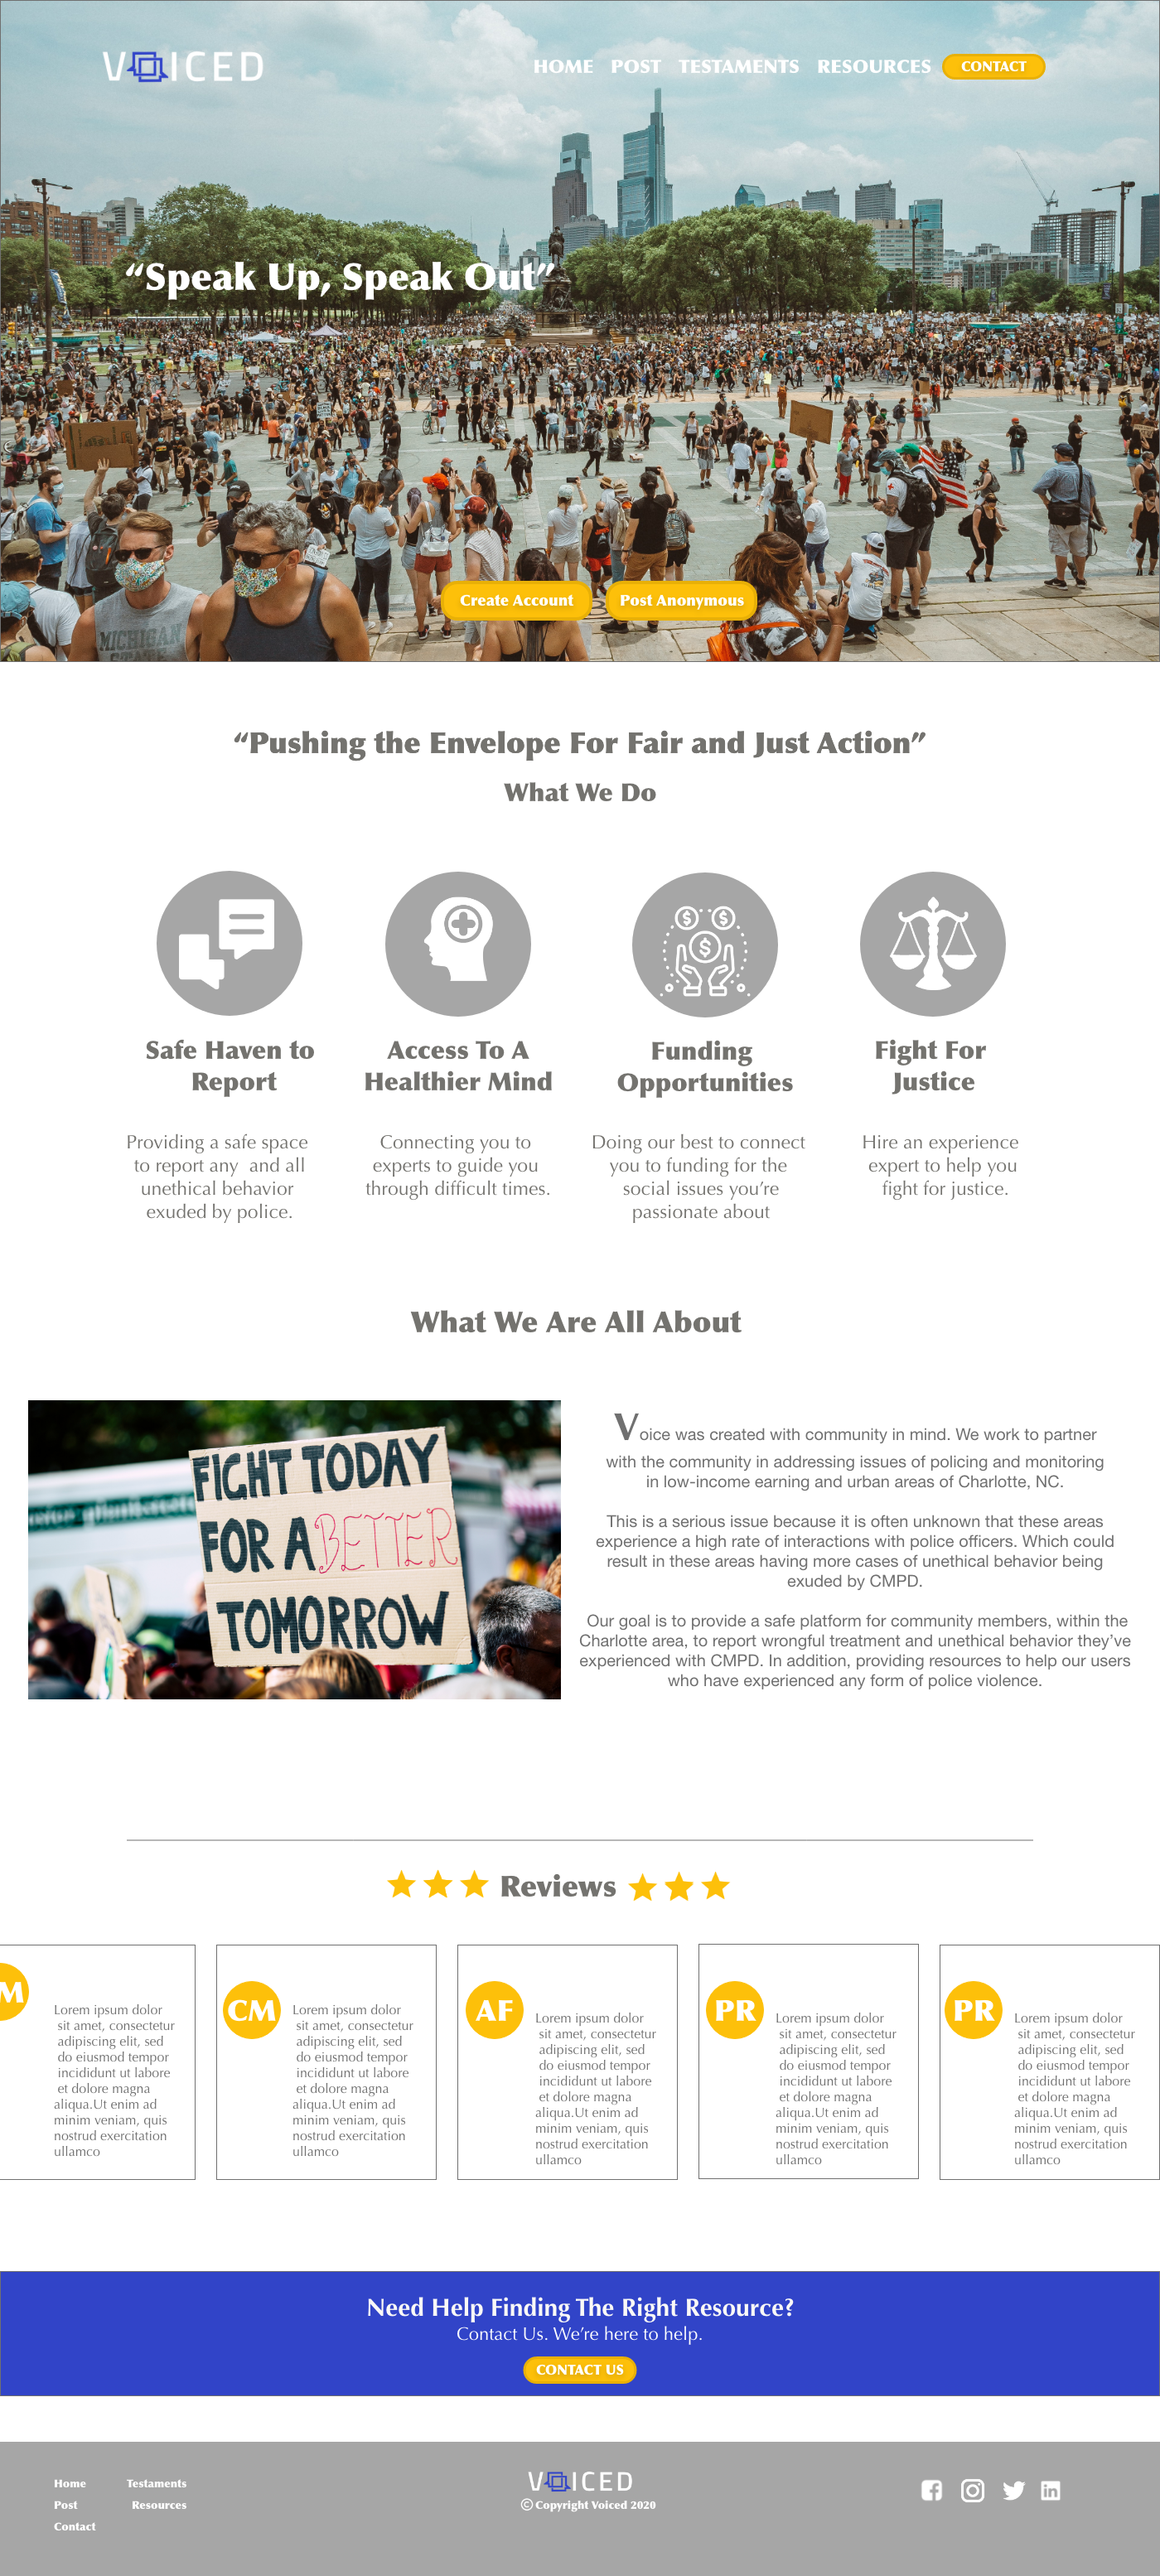 VOICED
HOME POST TESTAMENTS RESOURCES CONTACT
“Speak Up, Speak Out”
MICHIGAN
Create Account Post Anonymous
“Pushing the Envelope For Fair and Just Action”
What We Do
Safe Haven to
Report
Providing a safe space
to report any and all
unethical behavior
exuded by police.
Access To A
Healthier Mind
Connecting you to
experts to guide you
through difficult times.
Funding
Opportunities
Doing our best to connect
you to funding for the
social issues you’re
passionate about
Fight For
Justice
Hire an experience
expert to help you
fight for justice.
What We Are All About
FIGHT TODAY
FOR A BETTER
TOMORROW
Voice was created with community in mind. We work to partner
with the community in addressing issues of policing and monitoring
in low-income earning and urban areas of Charlotte, NC.
This is a serious issue because it is often unknown that these areas
experience a high rate of interactions with police officers. Which could
result in these areas having more cases of unethical behavior being
exuded by CMPD.
Our goal is to provide a safe platform for community members, within the
Charlotte area, to report wrongful treatment and unethical behavior they’ve
experienced with CMPD. In addition, providing resources to help our users
who have experienced any form of police violence.
Reviews
M
Lorem ipsum dolor
sit amet, consectetur
adipiscing elit, sed
do eiusmod tempor
incididunt ut labore
et dolore magna
aliqua.Ut enim ad
minim veniam, quis
nostrud exercitation
ullamco
CM
Lorem ipsum dolor
sit amet, consectetur
adipiscing elit, sed
do eiusmod tempor
incididunt ut labore
et dolore magna
aliqua.Ut enim ad
minim veniam, quis
nostrud exercitation
ullamco
AF
Lorem ipsum dolor
sit amet, consectetur
adipiscing elit, sed
do eiusmod tempor
incididunt ut labore
et dolore magna
aliqua.Ut enim ad
minim veniam, quis
nostrud exercitation
ullamco
PR
Lorem ipsum dolor
sit amet, consectetur
adipiscing elit, sed
do eiusmod tempor
incididunt ut labore
et dolore magna
aliqua.Ut enim ad
minim veniam, quis
nostrud exercitation
ullamco
PR
Lorem ipsum dolor
sit amet, consectetur
adipiscing elit, sed
do eiusmod tempor
incididunt ut labore
et dolore magna
aliqua.Ut enim ad
minim veniam, quis
nostrud exercitation
ullamco
Need Help Finding The Right Resource?
Contact Us. We’re here to help.
CONTACT US
Home Testaments
Post Resources
Contact
VOICED
© Copyright Voiced 2020